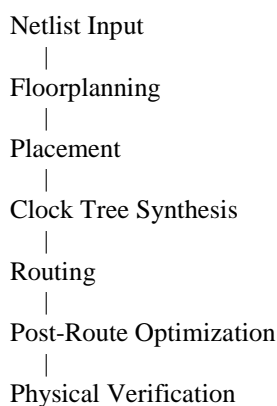 Netlist Input
|
Floorplanning
|
Placement
|
Clock Tree Synthesis
|
Routing
|
Post-Route Optimization
|
Physical Verification